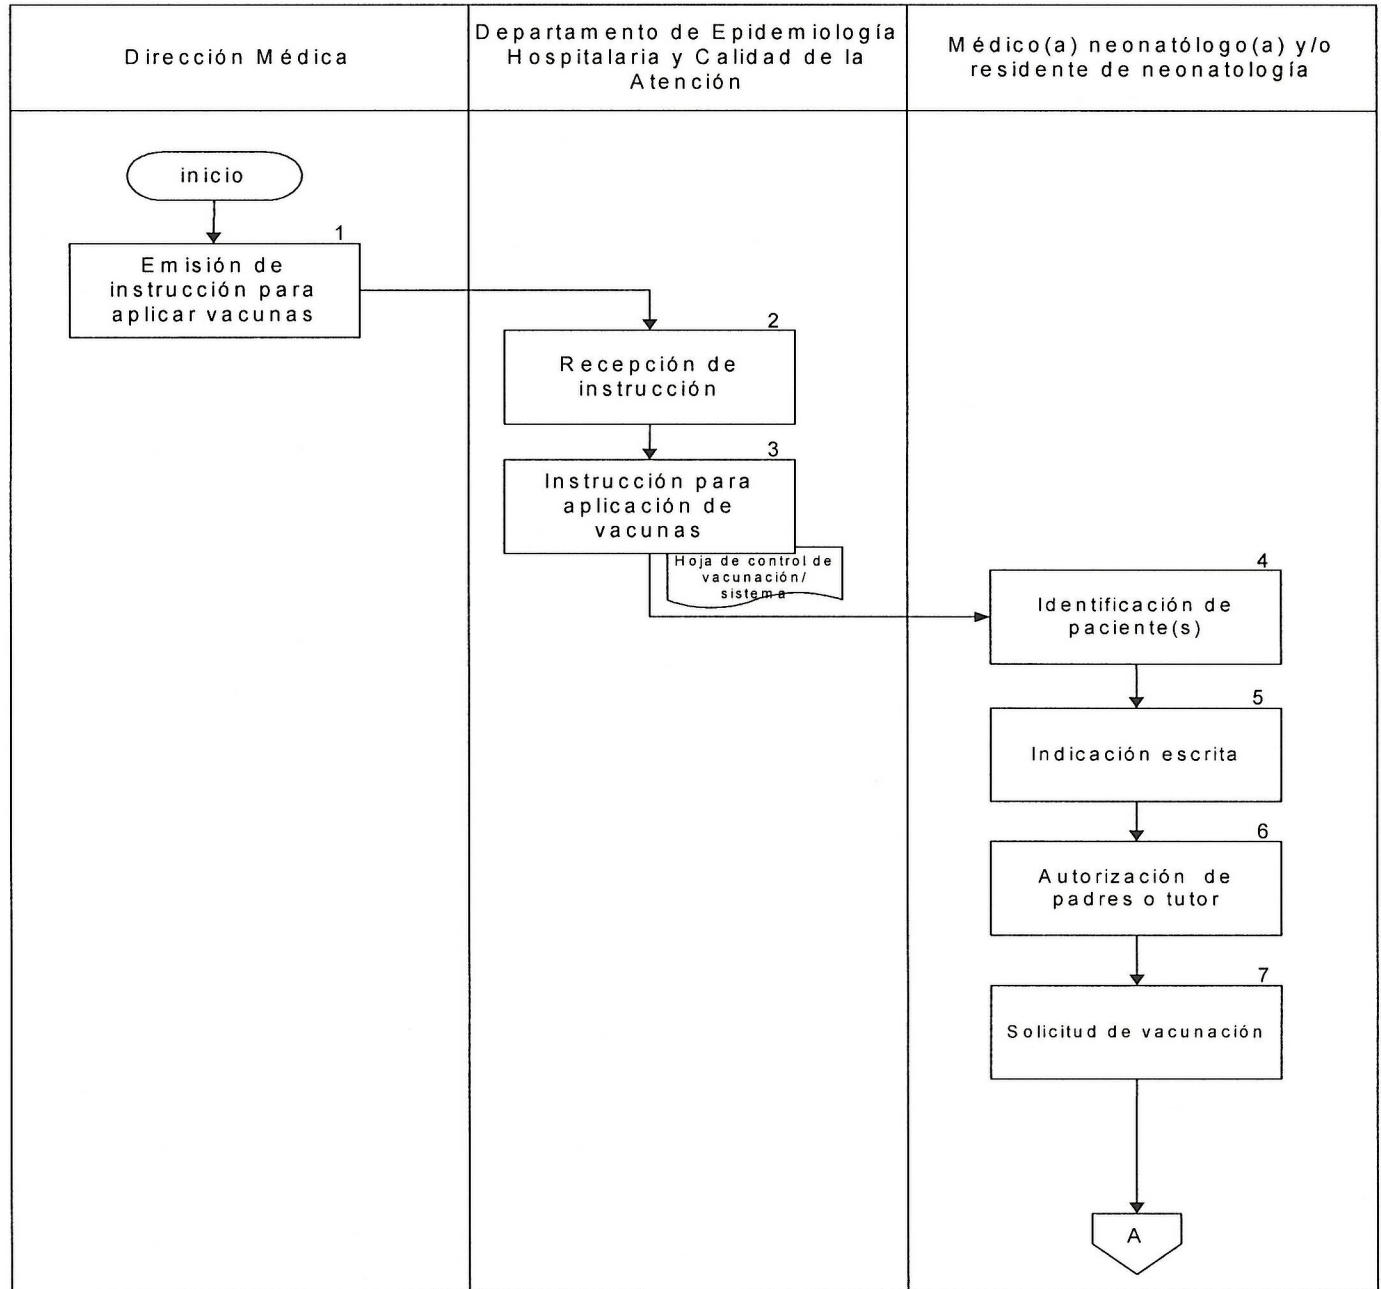 Dirección Médica
Departamento de Epidemiología
Hospitalaria y Calidad de la
Atención
Médico(a) neonatólogo(a) y/o
residente de neonatología
inicio
1
Emisión de
instrucción para
aplicar vacunas
2
Recepción de
instrucción
3
Instrucción para
aplicación de
vacunas
Hoja de control de
vacunación/
sistema
4
Identificación de
paciente(s)
5
Indicación escrita
6
Autorización de
padres o tutor
7
Solicitud de vacunación
A